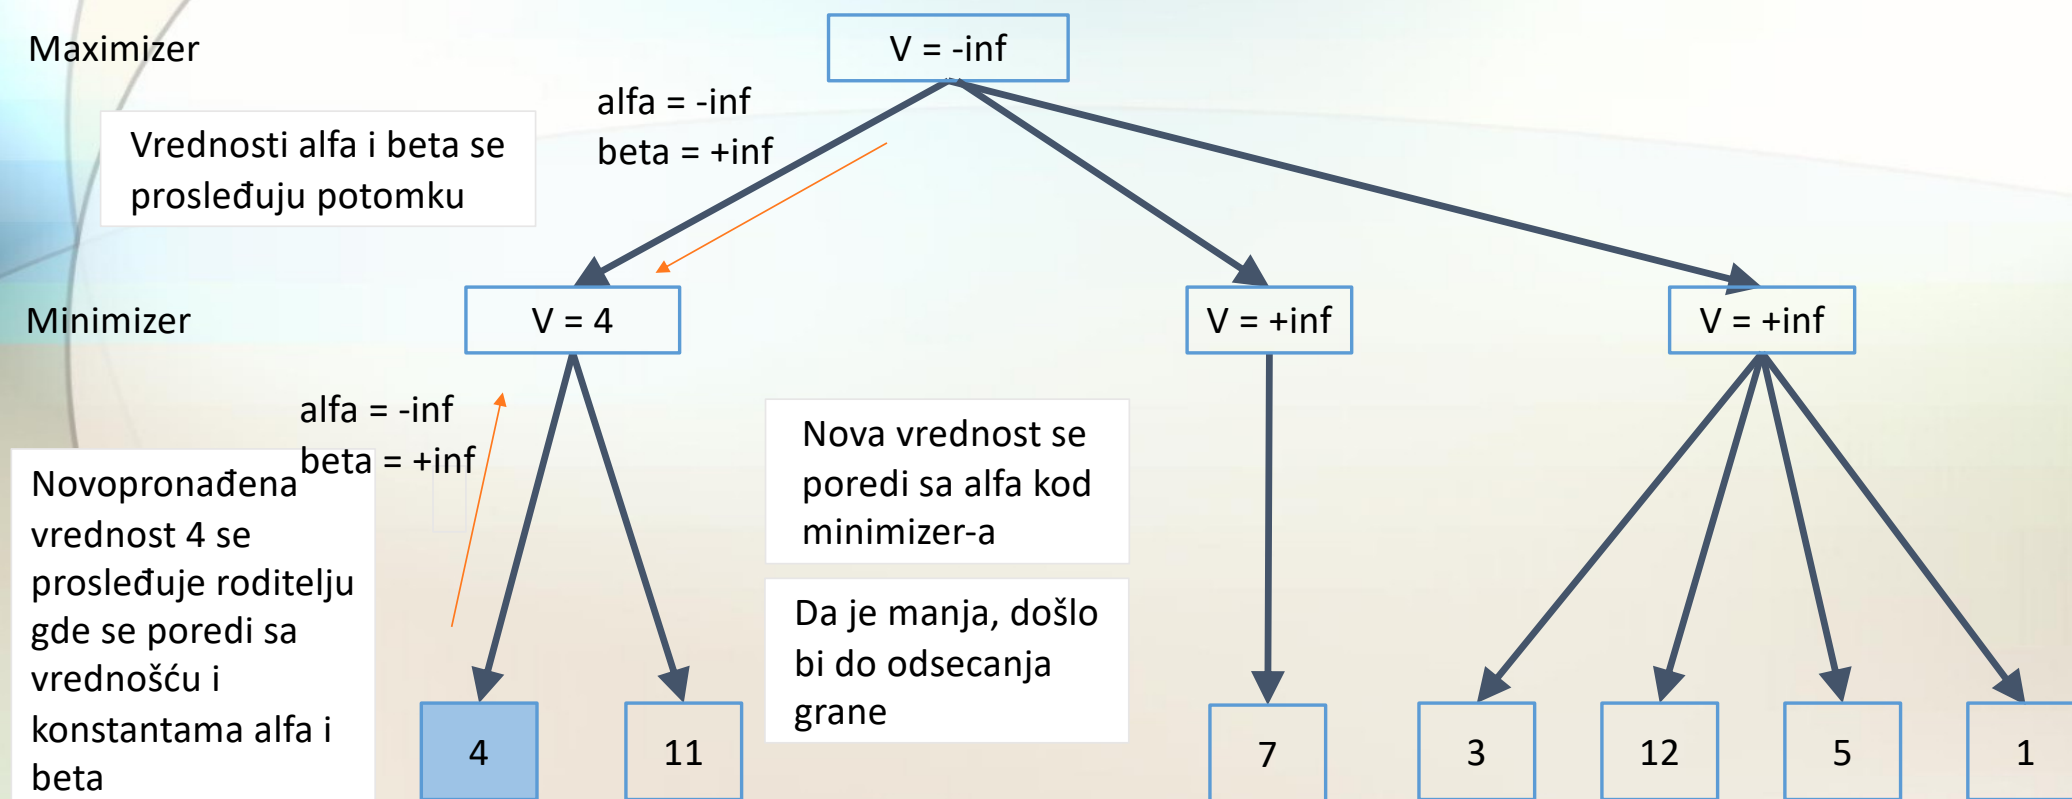 Maximizer
V = -inf
alfa = -inf
beta = +inf
Vrednosti alfa i beta se
prosleđuju potomku
Minimizer
V = 4
V = +inf
V = +inf
alfa = -inf
beta = +inf
Novopronađena
vrednost 4 se
prosleđuje roditelju
gde se poredi sa
vrednošću i
konstantama alfa i
beta
Nova vrednost se
poredi sa alfa kod
minimizer-a
Da je manja, došlo
bi do odsecanja
grane
4
11
7
3
12
5
1